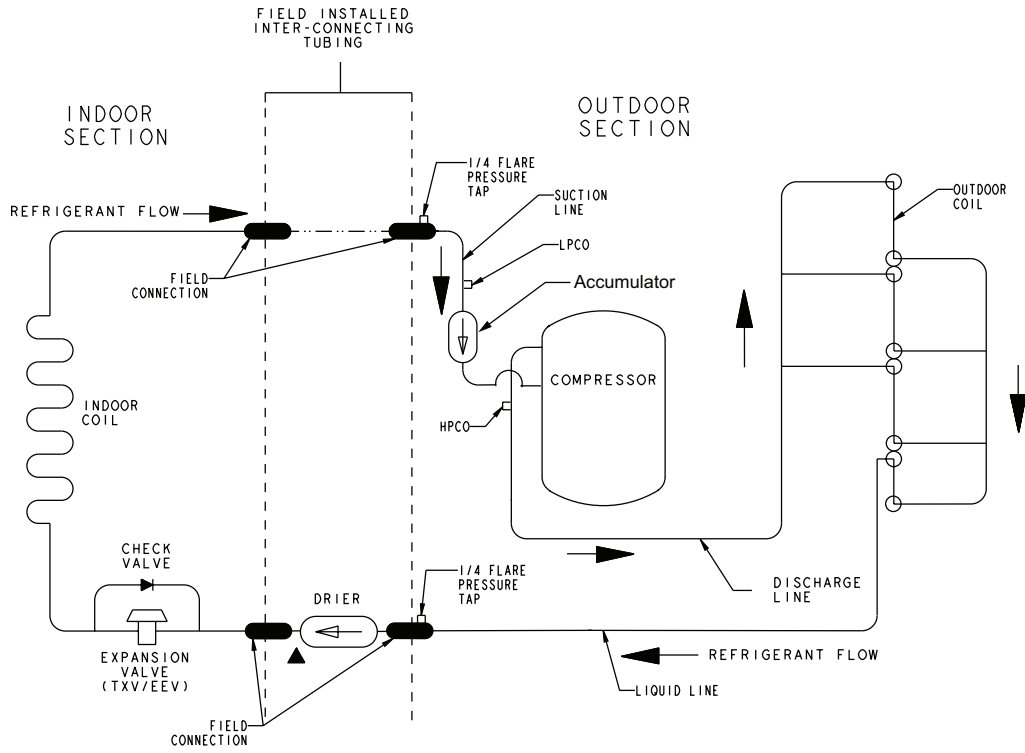 FIELD INSTALLED
INTER-CONNECTING
TUBING
INDOOR
SECTION
OUTDOOR
SECTION
1/4 FLARE
PRESSURE
TAP
SUCTION
LINE
OUTDOOR
COIL
REFRIGERANT FLOW
LPCO
FIELD
CONNECTION
Accumulator
COMPRESSOR
INDOOR
COIL
HPCO
CHECK
VALVE
1/4 FLARE
PRESSURE
TAP
DRIER
DISCHARGE
LINE
EXPANSION
VALVE
(TXV/EEV)
REFRIGERANT FLOW
LIQUID LINE
FIELD
CONNECTION